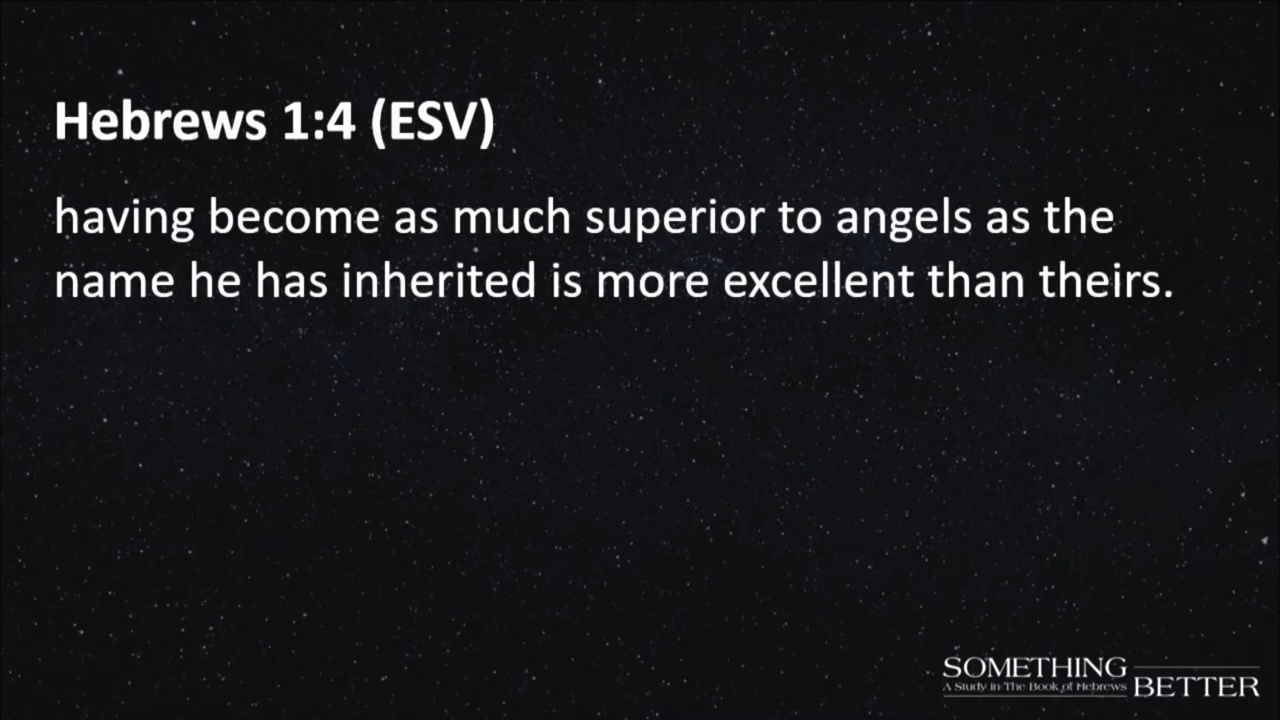 Hebrews 1:4 (ESV)
having become as much superior to angels as the
name he has inherited is more excellent than theirs.
SOMETHING
A Study in The Book of Hebrews BETTER